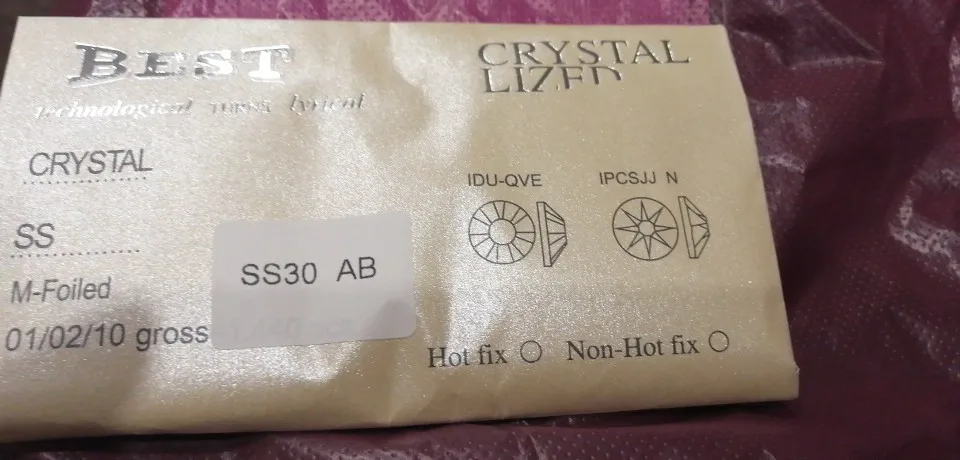 BEST
technological lyrical
CRYSTAL
LIZED
CRYSTAL
SS
M-Foiled
01/02/10 gross
SS30 AB
IDU-QVE
IPCSJJ N
Hot fix
Non-Hot fix